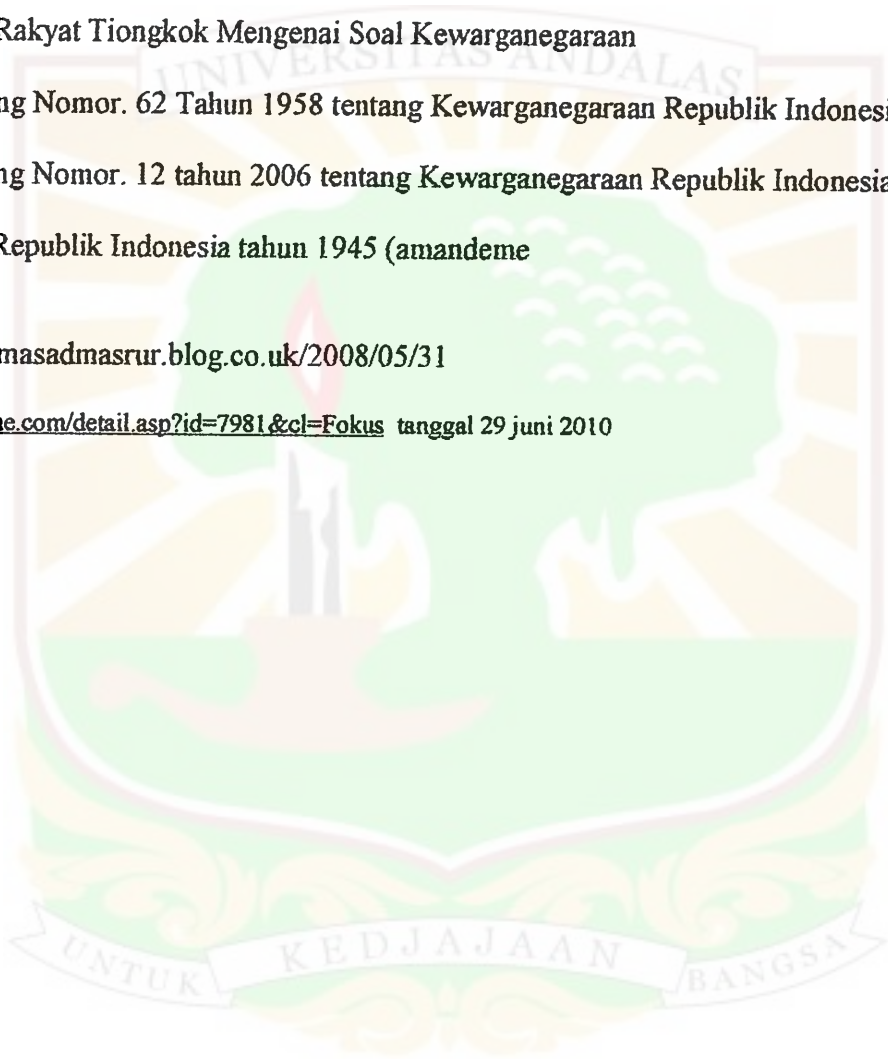 Rakyat Tiongkok Mengenai Soal Kewarganegaraan
UNIVERSITAS ANDALAS
ng Nomor. 62 Tahun 1958 tentang Kewarganegaraan Republik Indonesi
ng Nomor. 12 tahun 2006 tentang Kewarganegaraan Republik Indonesia
Republik Indonesia tahun 1945 (amandeme
masadmasrur.blog.co.uk/2008/05/31
ne.com/detail.asp?id=7981&cl=Fokus tanggal 29 juni 2010
UNTUK KEDJAJAAN BANGSA